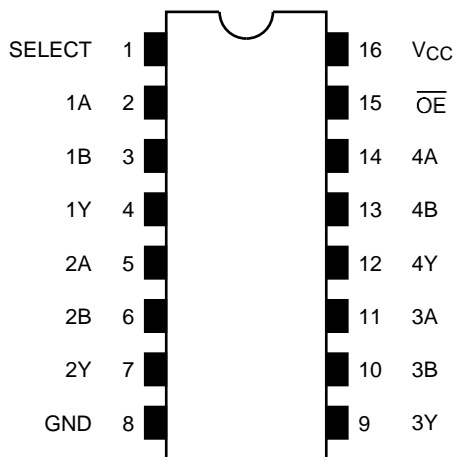 SELECT 1 16 VCC
1A 2 15 OE
1B 3 14 4A
1Y 4 13 4B
2A 5 12 4Y
2B 6 11 3A
2Y 7 10 3B
GND 8 9 3Y